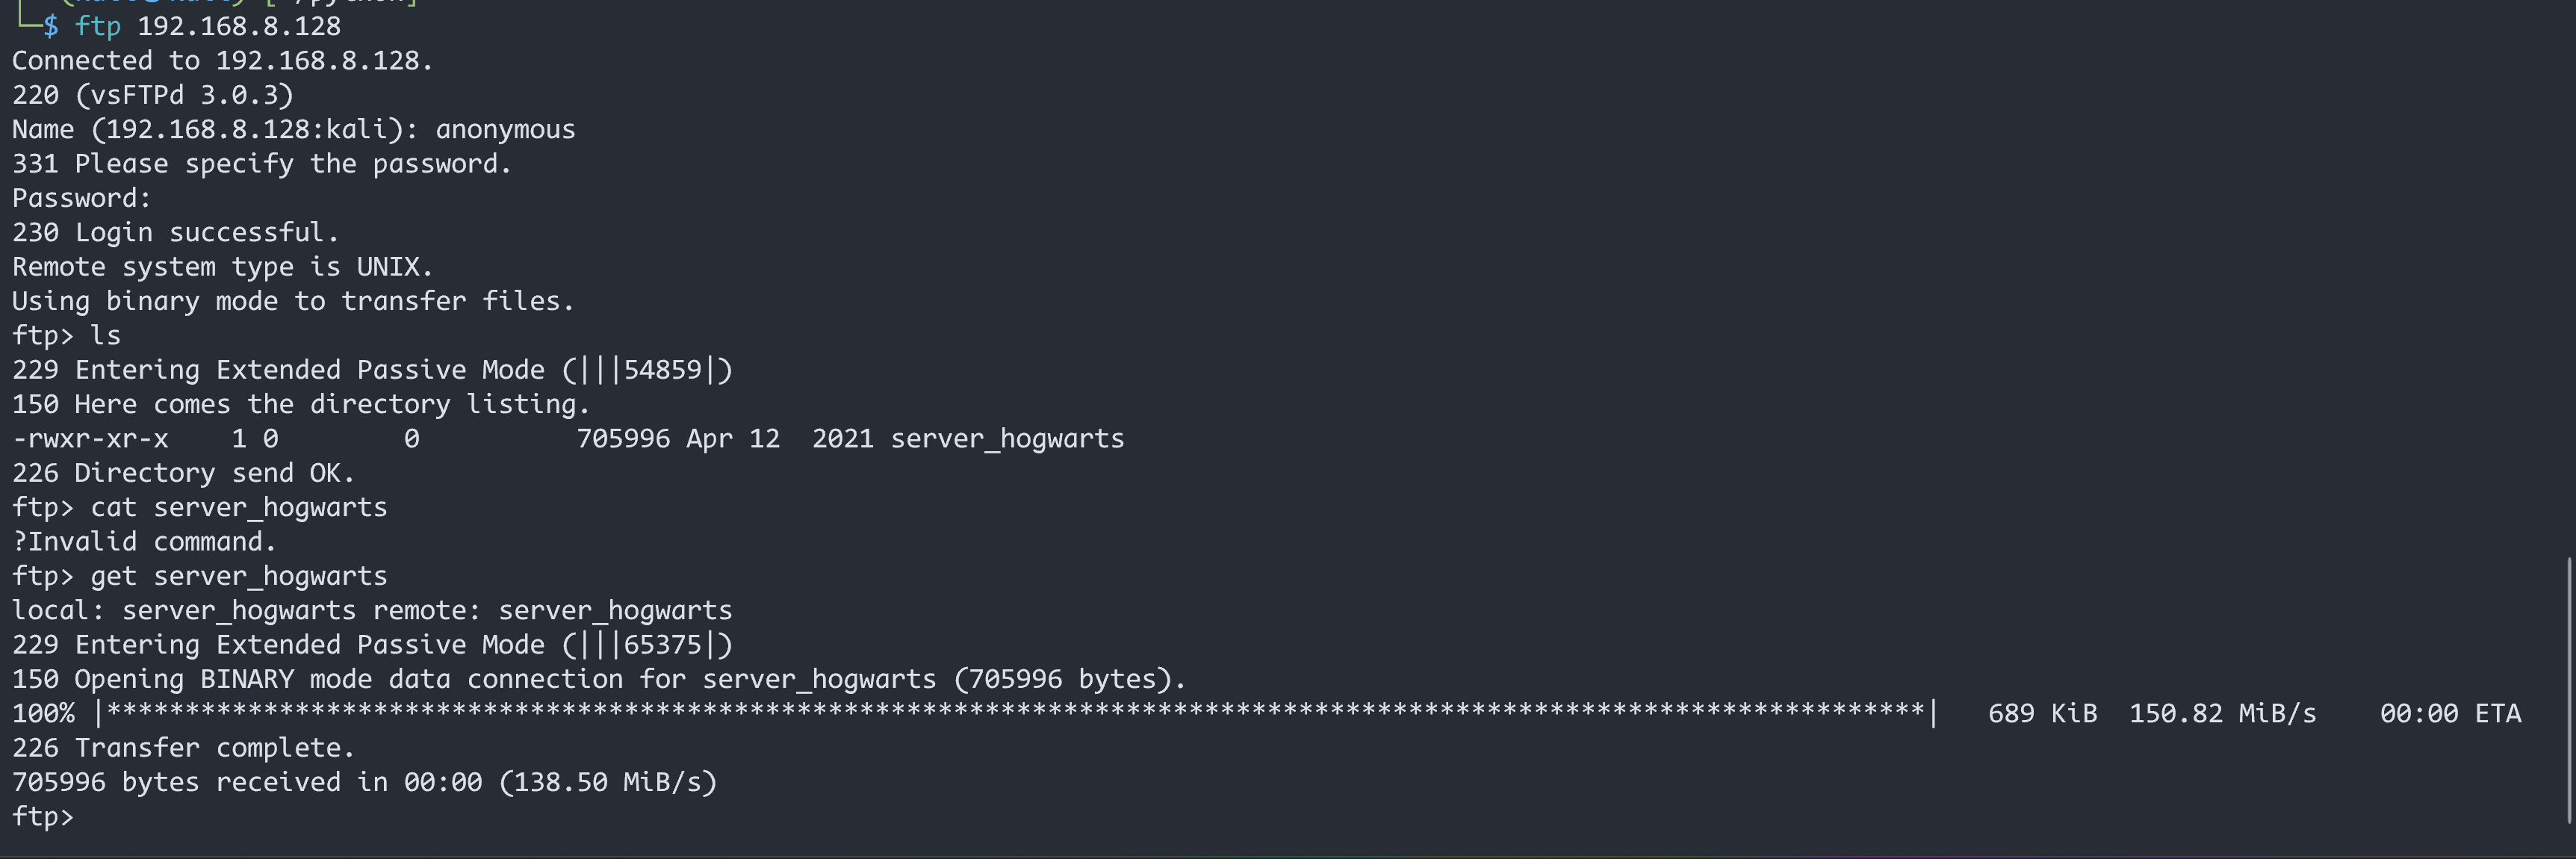 └─$ ftp 192.168.8.128
Connected to 192.168.8.128.
220 (vsFTPd 3.0.3)
Name (192.168.8.128:kali): anonymous
331 Please specify the password.
Password:
230 Login successful.
Remote system type is UNIX.
Using binary mode to transfer files.
ftp> ls
229 Entering Extended Passive Mode (|||54859|)
150 Here comes the directory listing.
-rwxr-xr-x    1 0        0          705996 Apr 12  2021 server_hogwarts
226 Directory send OK.
ftp> cat server_hogwarts
?Invalid command.
ftp> get server_hogwarts
local: server_hogwarts remote: server_hogwarts
229 Entering Extended Passive Mode (|||65375|)
150 Opening BINARY mode data connection for server_hogwarts (705996 bytes).
100% |********************************************************************************************************************|   689 KiB  150.82 MiB/s    00:00 ETA
226 Transfer complete.
705996 bytes received in 00:00 (138.50 MiB/s)
ftp>